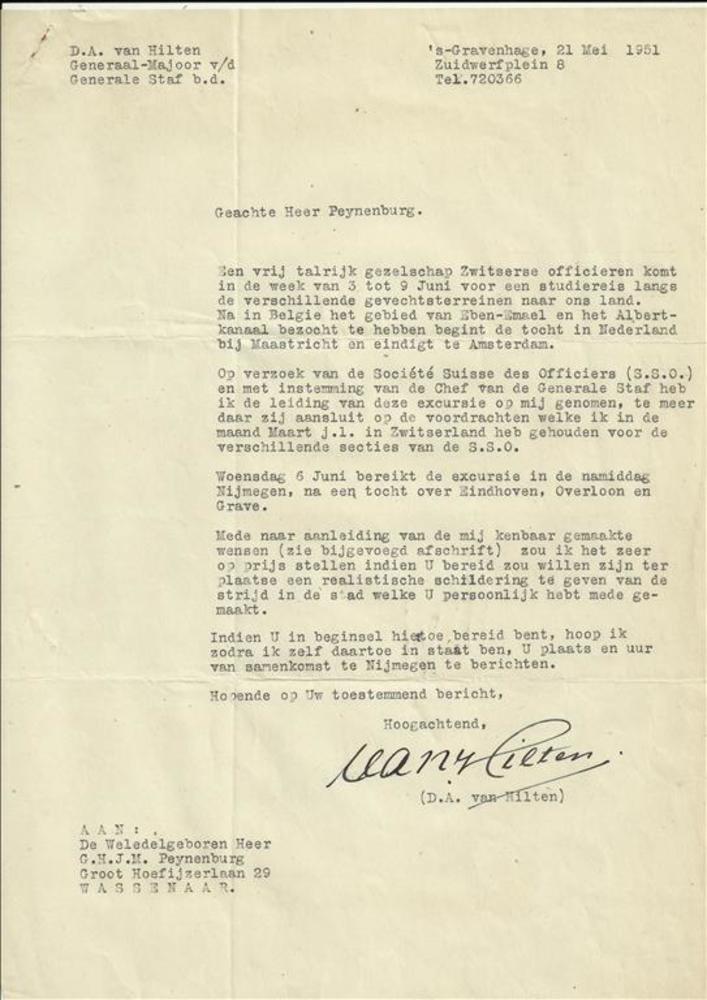 D.A. van Hilten
Generaal-Majoor v/d
Generale Staf b.d.
's-Gravenhage, 21 Mei 1951
Zuidwerfplein 8
Tel.720366
Geachte Heer Peynenburg.
Een vrij talrijk gezelschap Zwitserse officieren komt
in de week van 3 tot 9 Juni voor een studiereis langs
de verschillende gevechtsterreinen naar ons land.
Na in Belgie het gebied van Eben-Emael en het Albert-
kanaal bezocht te hebben begint de tocht in Nederland
bij Maastricht en eindigt te Amsterdam.
Op verzoek van de Société Suisse des Officiers (S.S.O.)
en met instemming van de Chef van de Generale Staf heb
ik de leiding van deze excursie op mij genomen, te meer
daar zij aansluit op de voordrachten welke ik in de
maand Maart j.l. in Zwitserland heb gehouden voor de
verschillende secties van de S.S.O.
Woensdag 6 Juni bereikt de excursie in de namiddag
Nijmegen, na een tocht over Eindhoven, Overloon en
Grave.
Mede naar aanleiding van de mij kenbaar gemaakte
wensen (zie bijgevoegd afschrift) zou ik het zeer
op prijs stellen indien U bereid zou willen zijn ter
plaatse een realistische schildering te geven van de
strijd in de stad welke U persoonlijk hebt mede ge-
maakt.
Indien U in beginsel hiertoe bereid bent, hoop ik
zodra ik zelf daartoe in staat ben, U plaats en uur
van samenkomst te Nijmegen te berichten.
Hopende op Uw toestemmend bericht,
Hoogachtend,
van Hilten.
(D.A. van Hilten)
A A N : .
De Weledelgeboren Heer
G.H.J.M. Peynenburg
Groot Hoefijzerlaan 29
W A S S E N A A R.